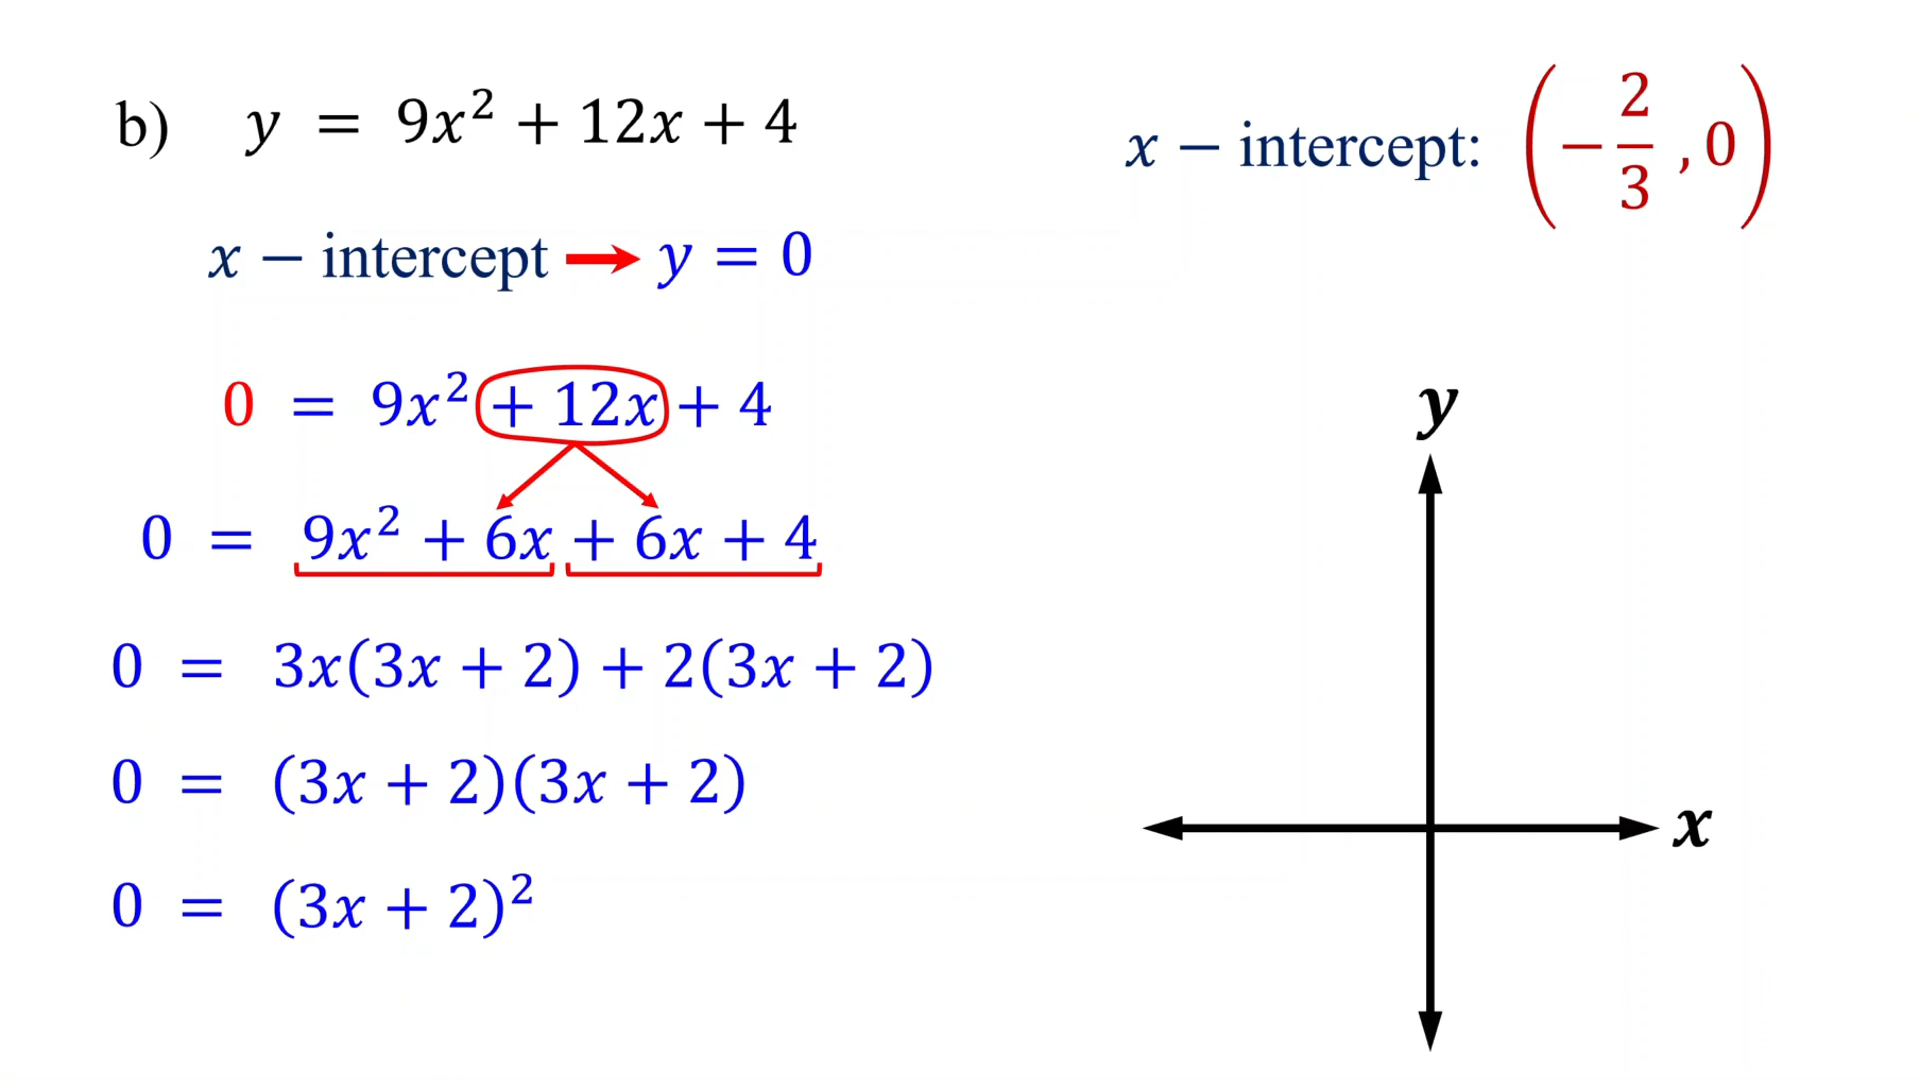 b) y = 9x² + 12x + 4
x − intercept → y = 0
0 = 9x² + 12x + 4
0 = 9x² + 6x + 6x + 4
0 = 3x(3x + 2) + 2(3x + 2)
0 = (3x + 2)(3x + 2)
0 = (3x + 2)²
x − intercept: (−2/3 , 0)
y
x